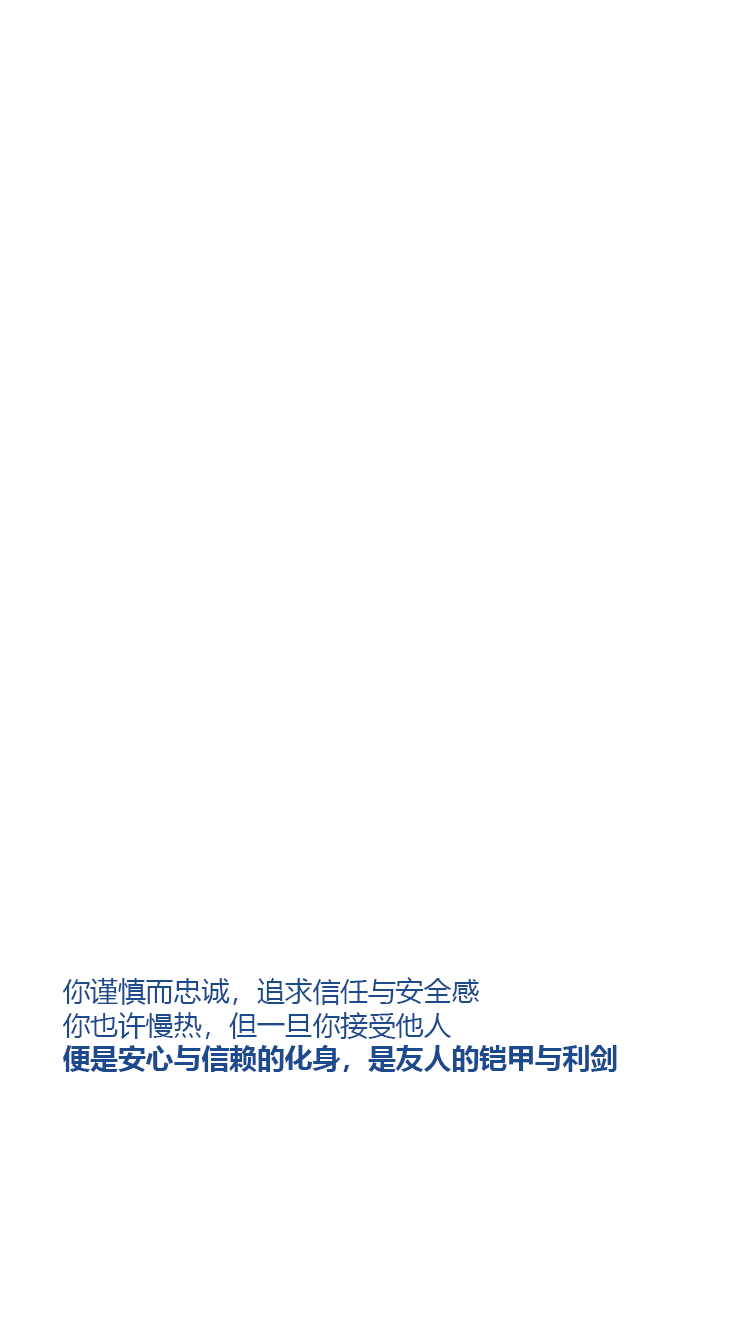 你谨慎而忠诚，追求信任与安全感
你也许慢热，但一旦你接受他人
便是安心与信赖的化身，是友人的铠甲与利剑